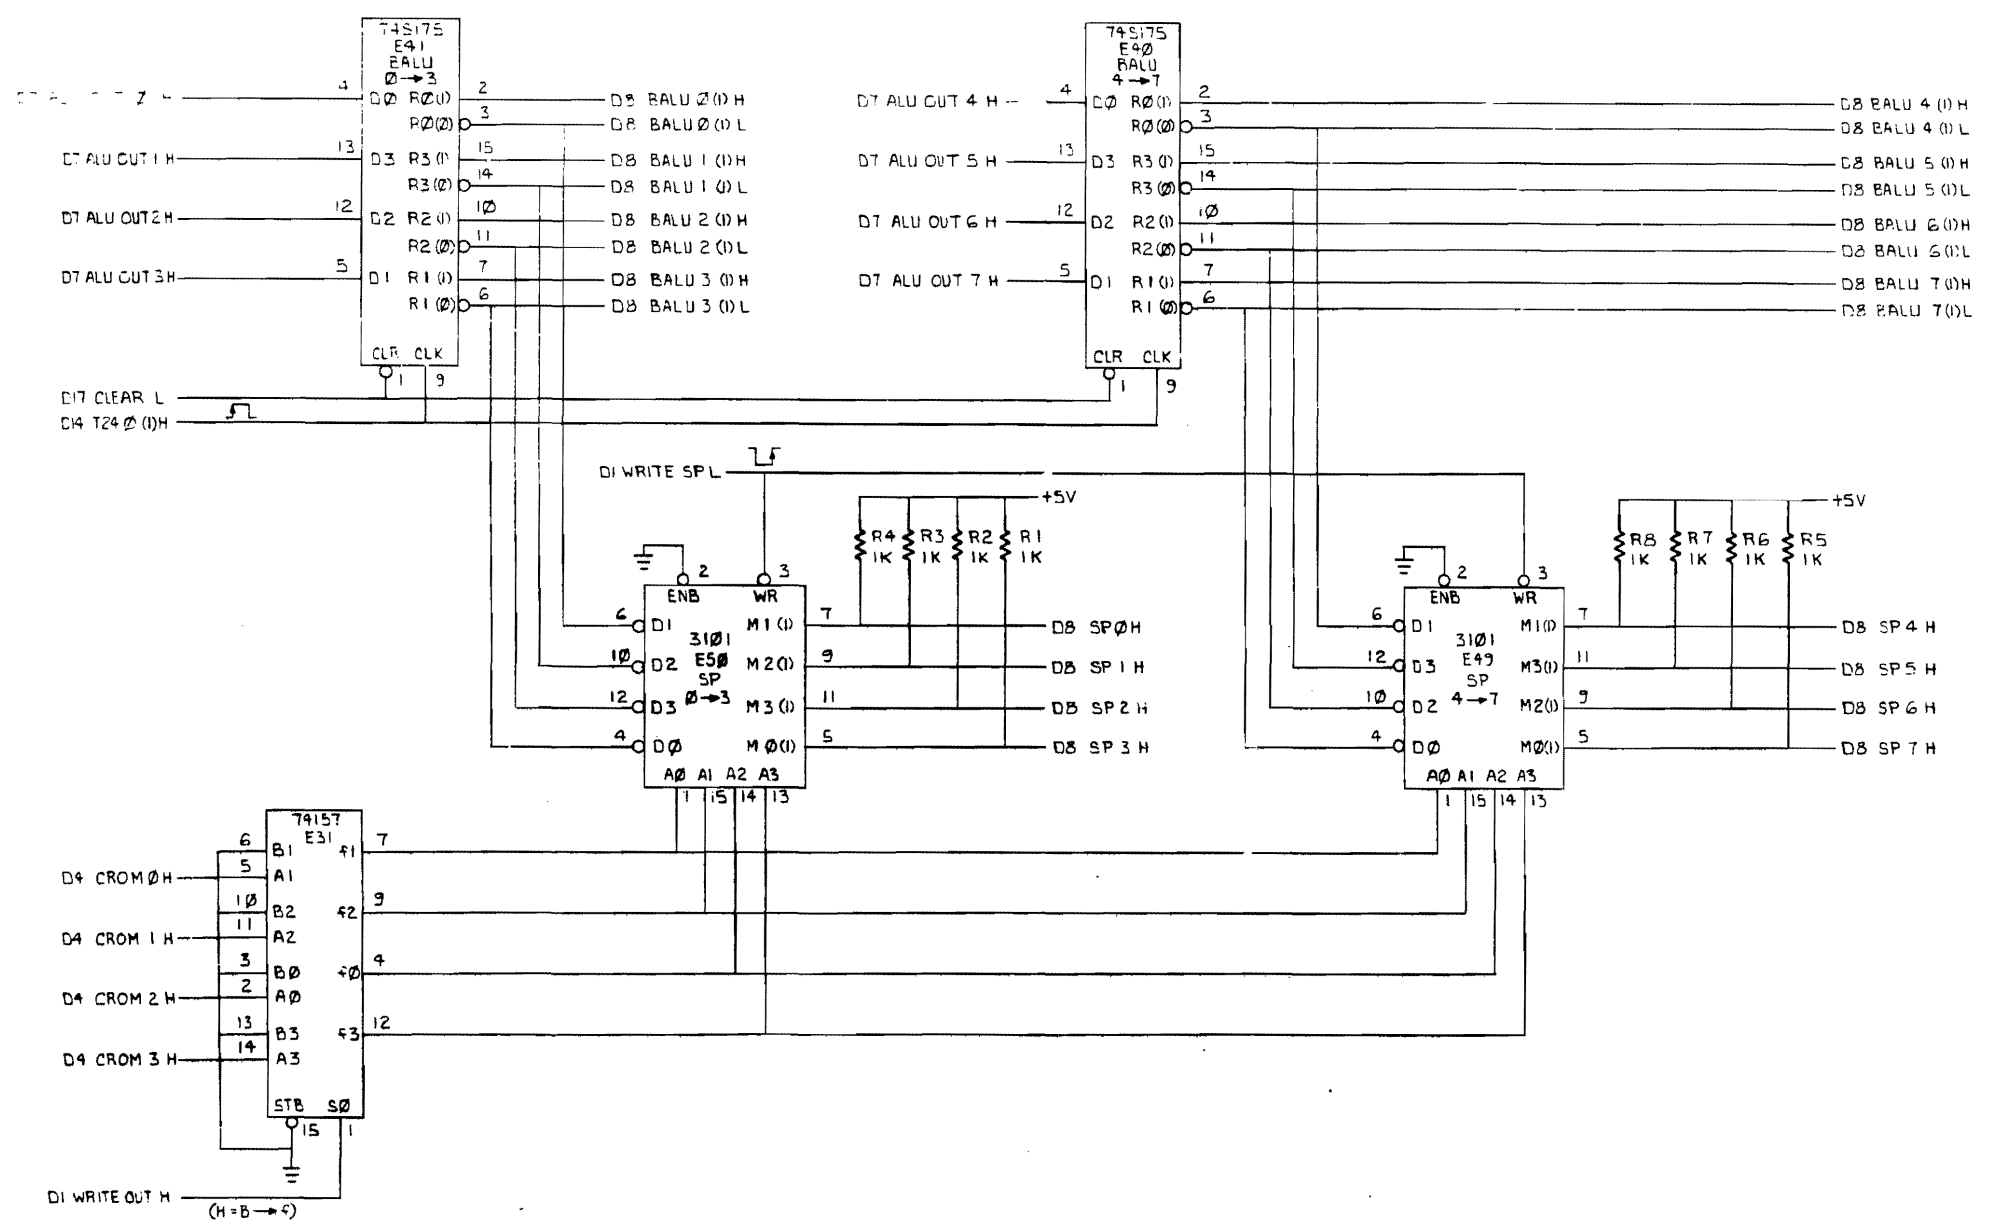 74S175
E41
BALU
Ø→3
4 DØ RØ(1) 2 D8 BALU Ø(1) H
RØ(Ø) 3 D8 BALU Ø(1) L
D7 ALU OUT 1 H 13 D3 R3(1) 15 D8 BALU 1 (1) H
R3(Ø) 14 D8 BALU 1 (1) L
D7 ALU OUT 2 H 12 D2 R2(1) 1Ø D8 BALU 2 (1) H
R2(Ø) 11 D8 BALU 2 (1) L
D7 ALU OUT 3 H 5 D1 R1(1) 7 D8 BALU 3 (1) H
R1(Ø) 6 D8 BALU 3 (1) L
CLR CLK
1 9
74S175
E4Ø
BALU
4→7
D7 ALU OUT 4 H 4 DØ RØ(1) 2 D8 BALU 4 (1) H
RØ(Ø) 3 D8 BALU 4 (1) L
D7 ALU OUT 5 H 13 D3 R3(1) 15 D8 BALU 5 (1) H
R3(Ø) 14 D8 BALU 5 (1) L
D7 ALU OUT 6 H 12 D2 R2(1) 1Ø D8 BALU 6 (1) H
R2(Ø) 11 D8 BALU 6 (1) L
D7 ALU OUT 7 H 5 D1 R1(1) 7 D8 BALU 7 (1) H
R1(Ø) 6 D8 BALU 7 (1) L
CLR CLK
1 9
D17 CLEAR L
D14 T24Ø (1) H
D1 WRITE SP L
+5V
R4 R3 R2 R1
1K 1K 1K 1K
2 3
ENB WR
6 D1 M1(1) 7 D8 SPØ H
3101
E5Ø
SP
Ø→3
1Ø D2 M2(1) 9 D8 SP 1 H
12 D3 M3(1) 11 D8 SP 2 H
4 DØ MØ(1) 5 D8 SP 3 H
AØ A1 A2 A3
1 15 14 13
+5V
R8 R7 R6 R5
1K 1K 1K 1K
2 3
ENB WR
6 D1 M1(1) 7 D8 SP 4 H
31Ø1
E49
SP
4→7
12 D3 M3(1) 11 D8 SP 5 H
1Ø D2 M2(1) 9 D8 SP 6 H
4 DØ MØ(1) 5 D8 SP 7 H
AØ A1 A2 A3
1 15 14 13
74157
E31
6 B1 f1 7
D4 CROM Ø H 5 A1
1Ø B2 f2 9
D4 CROM 1 H 11 A2
3 BØ fØ 4
D4 CROM 2 H 2 AØ
13 B3 f3 12
D4 CROM 3 H 14 A3
STB SØ
15 1
D1 WRITE OUT H
(H=B→f)